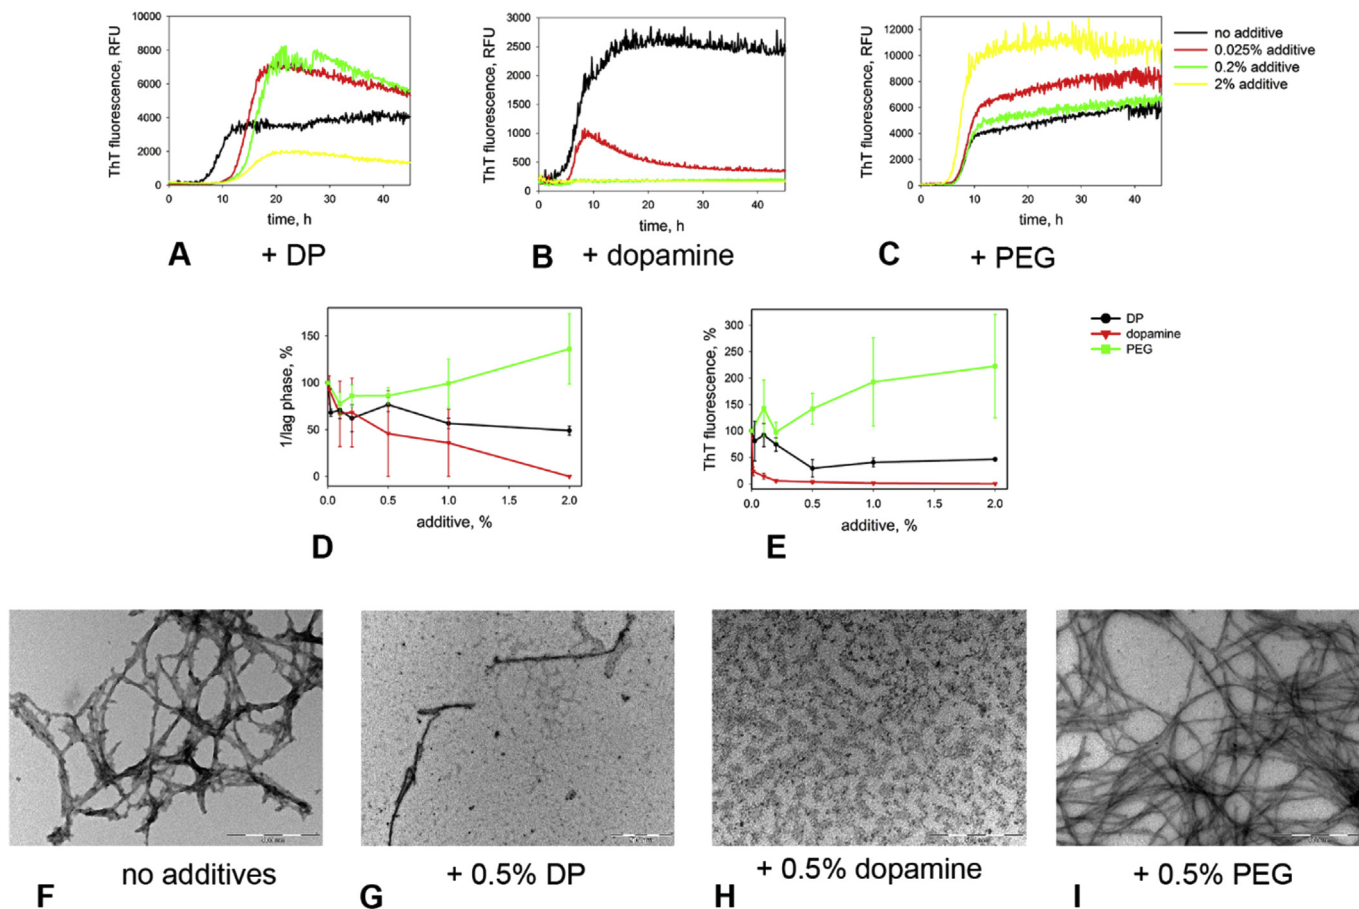 10000
8000
6000
4000
2000
0
ThT fluorescence, RFU
0 10 20 30 40
time, h
A + DP
3000
2500
2000
1500
1000
500
0
ThT fluorescence, RFU
0 10 20 30 40
time, h
B + dopamine
12000
10000
8000
6000
4000
2000
0
ThT fluorescence, RFU
0 10 20 30 40
time, h
C + PEG
no additive
0.025% additive
0.2% additive
2% additive
150
100
50
0
1/lag phase, %
0.0 0.5 1.0 1.5 2.0
additive, %
D
300
250
200
150
100
50
0
ThT fluorescence, %
0.0 0.5 1.0 1.5 2.0
additive, %
E
DP
dopamine
PEG
F no additives
G + 0.5% DP
H + 0.5% dopamine
I + 0.5% PEG